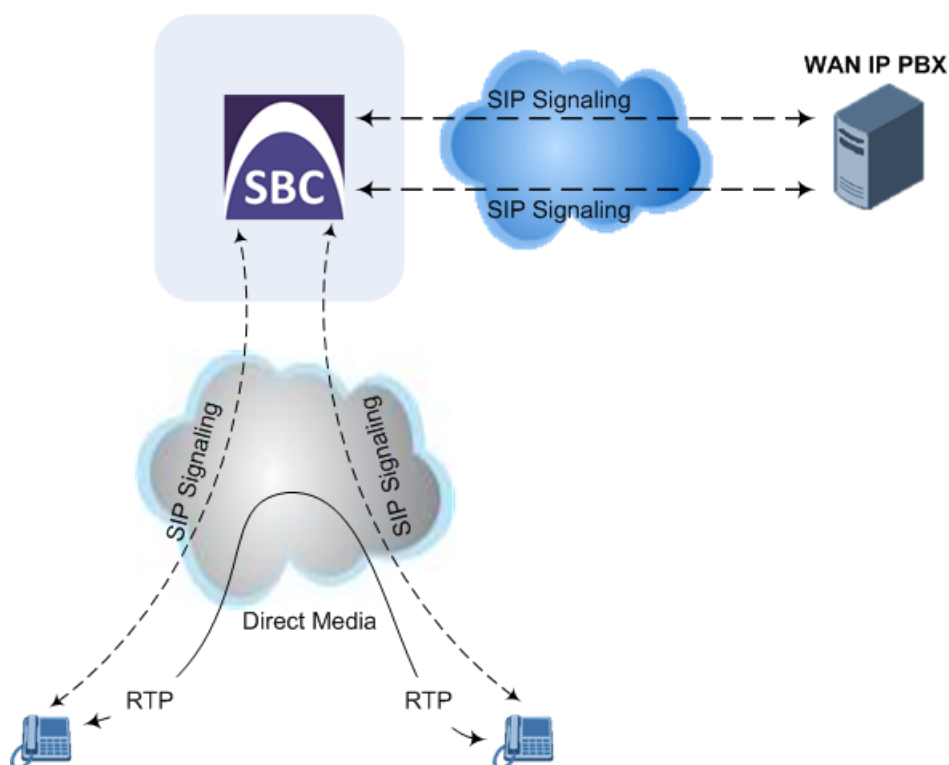 WAN IP PBX
SIP Signaling
SBC
SIP Signaling
SIP Signaling
SIP Signaling
Direct Media
RTP
RTP